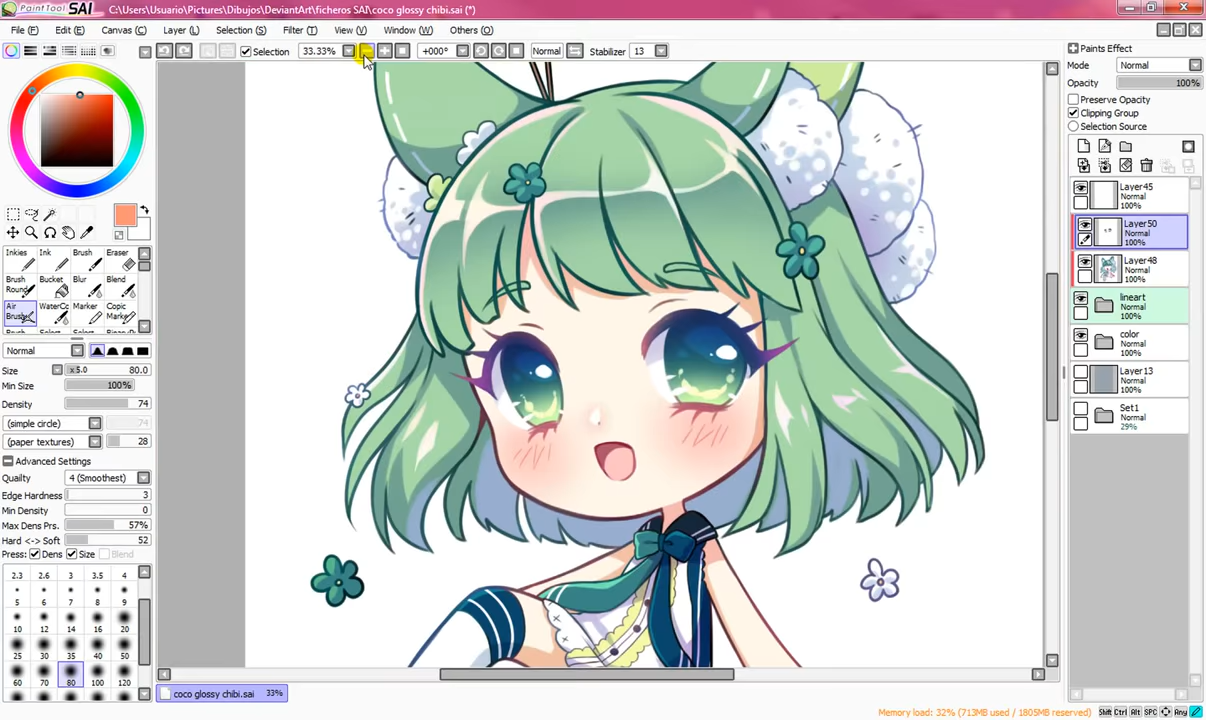 C:\Users\Usuario\Pictures\Dibujos\DeviantArt\ficheros SAI\coco glossy chibi.sai (*)
File (F) Edit (E) Canvas (C) Layer (L) Selection (S) Filter (T) View (V) Window (W) Others (O)
Selection 33.33% +000° Normal Stabilizer 13
Paints Effect
Mode Normal
Opacity 100%
Preserve Opacity
Clipping Group
Selection Source
Layer45
Normal
100%
Layer50
Normal
100%
Layer48
Normal
100%
lineart
Normal
100%
color
Normal
100%
Layer13
Normal
100%
Set1
29%
Inkies Ink Brush Eraser
Brush Round Bucket Blur Blend
Air Brush WaterCo Marker Copic Marker
Normal
Size x 5.0 80.0
Min Size 100%
Density 74
(simple circle) 74
(paper textures) 28
Advanced Settings
Quailty 4 (Smoothest)
Edge Hardness 3
Min Density 0
Max Dens Prs. 57%
Hard <-> Soft 52
Press: Dens Size Blend
2.3 2.6 3 3.5 4
5 6 7 8 9
10 12 14 16 20
25 30 35 40 50
60 70 80 100 120
coco glossy chibi.sai 33%
Memory load: 32% (713MB used / 1805MB reserved) Shift Ctrl Alt SPC Any